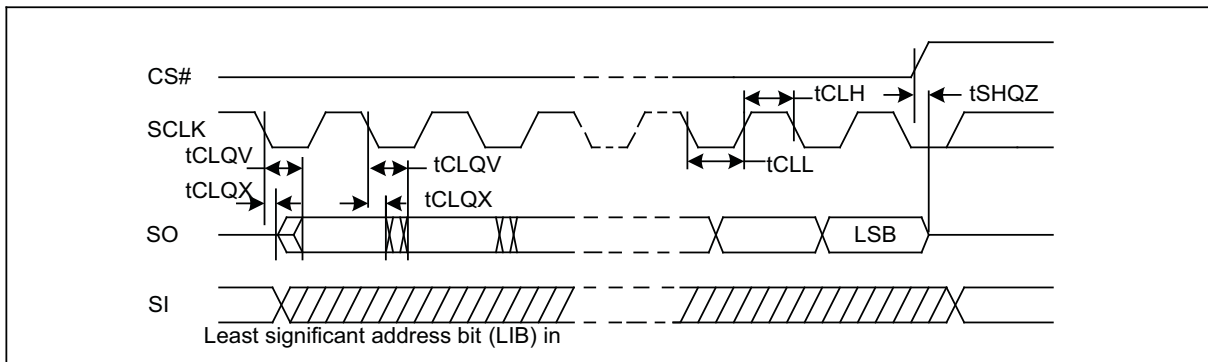 CS#
tCLH
tSHQZ
SCLK
tCLQV
tCLQV
tCLL
tCLQX
tCLQX
SO
LSB
SI
Least significant address bit (LIB) in